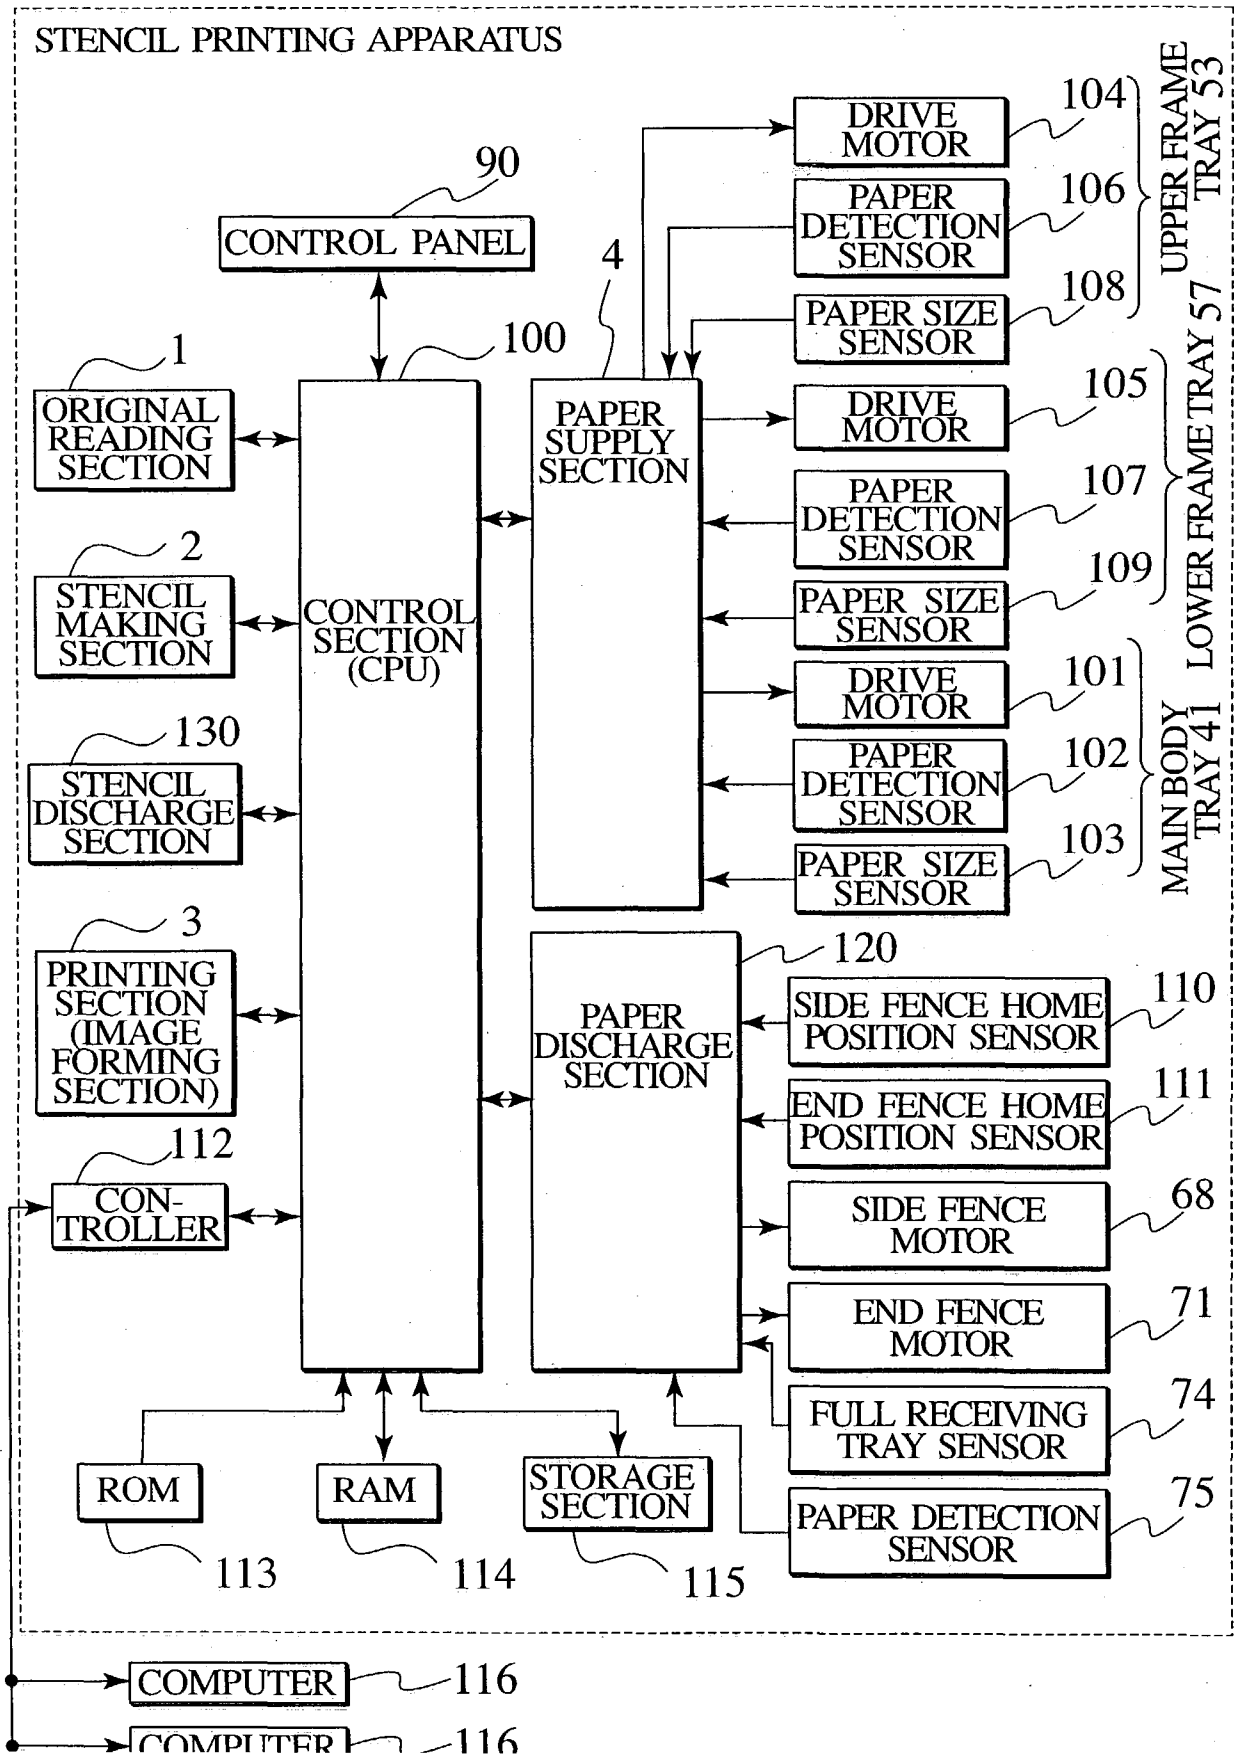 STENCIL PRINTING APPARATUS
90
CONTROL PANEL
1
ORIGINAL
READING
SECTION
2
STENCIL
MAKING
SECTION
130
STENCIL
DISCHARGE
SECTION
3
PRINTING
SECTION
(IMAGE
FORMING
SECTION)
112
CON-
TROLLER
100
CONTROL
SECTION
(CPU)
4
PAPER
SUPPLY
SECTION
104
DRIVE
MOTOR
106
PAPER
DETECTION
SENSOR
108
PAPER SIZE
SENSOR
UPPER FRAME
TRAY 53
105
DRIVE
MOTOR
107
PAPER
DETECTION
SENSOR
109
PAPER SIZE
SENSOR
LOWER FRAME TRAY 57
101
DRIVE
MOTOR
102
PAPER
DETECTION
SENSOR
103
PAPER SIZE
SENSOR
MAIN BODY
TRAY 41
120
PAPER
DISCHARGE
SECTION
110
SIDE FENCE HOME
POSITION SENSOR
111
END FENCE HOME
POSITION SENSOR
68
SIDE FENCE
MOTOR
71
END FENCE
MOTOR
74
FULL RECEIVING
TRAY SENSOR
75
PAPER DETECTION
SENSOR
ROM
113
RAM
114
STORAGE
SECTION
115
COMPUTER
116
COMPUTER
116